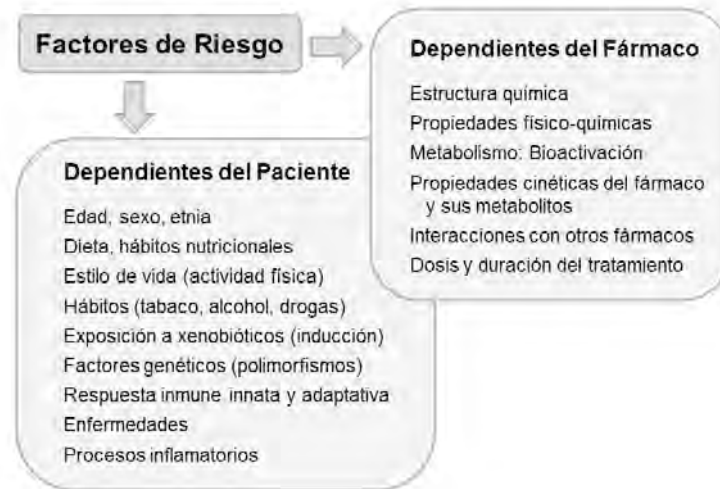 Factores de Riesgo
Dependientes del Fármaco
Estructura química
Propiedades físico-químicas
Metabolismo: Bioactivación
Propiedades cinéticas del fármaco
y sus metabolitos
Interacciones con otros fármacos
Dosis y duración del tratamiento
Dependientes del Paciente
Edad, sexo, etnia
Dieta, hábitos nutricionales
Estilo de vida (actividad física)
Hábitos (tabaco, alcohol, drogas)
Exposición a xenobióticos (inducción)
Factores genéticos (polimorfismos)
Respuesta inmune innata y adaptativa
Enfermedades
Procesos inflamatorios